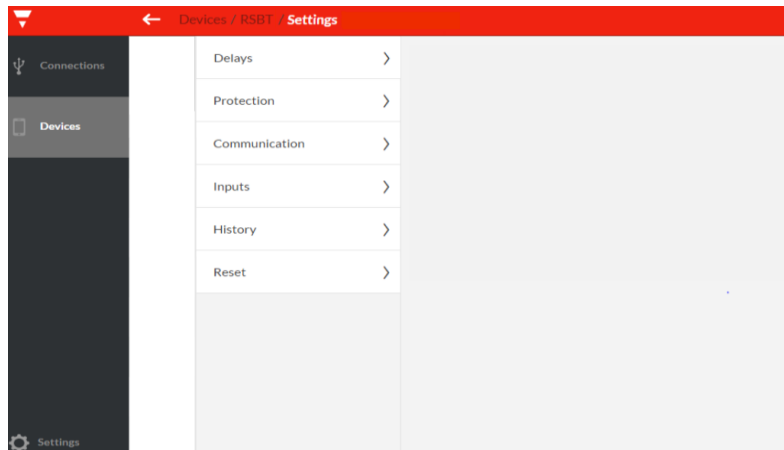 Devices / RSBT / Settings
Connections
Devices
Settings
Delays
Protection
Communication
Inputs
History
Reset